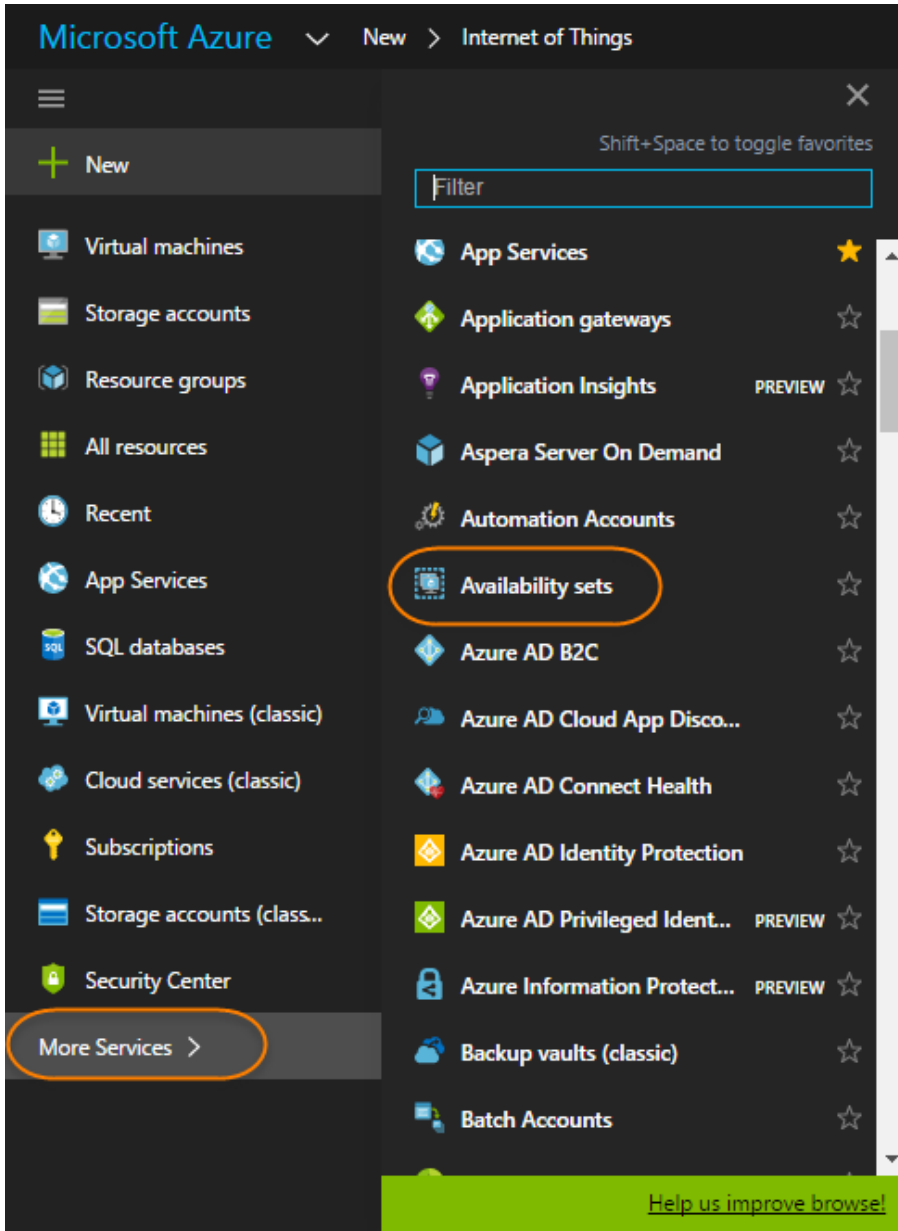 Microsoft Azure New > Internet of Things
New
Virtual machines
Storage accounts
Resource groups
All resources
Recent
App Services
SQL databases
Virtual machines (classic)
Cloud services (classic)
Subscriptions
Storage accounts (class...
Security Center
More Services >
Shift+Space to toggle favorites
Filter
App Services
Application gateways
Application Insights PREVIEW
Aspera Server On Demand
Automation Accounts
Availability sets
Azure AD B2C
Azure AD Cloud App Disco...
Azure AD Connect Health
Azure AD Identity Protection
Azure AD Privileged Ident... PREVIEW
Azure Information Protect... PREVIEW
Backup vaults (classic)
Batch Accounts
Help us improve browse!